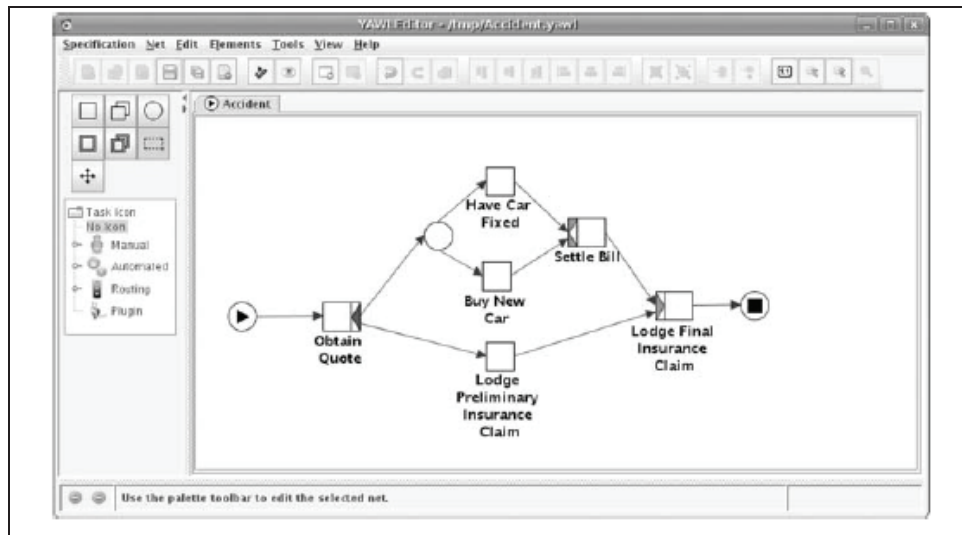 YAWLEditor - /tmp/Accident.yawl
Specification Net Edit Elements Tools View Help
Accident
Task Icon
No Icon
Manual
Automated
Routing
Plugin
Have Car
Fixed
Settle Bill
Buy New
Car
Obtain
Quote
Lodge
Preliminary
Insurance
Claim
Lodge Final
Insurance
Claim
Use the palette toolbar to edit the selected net.